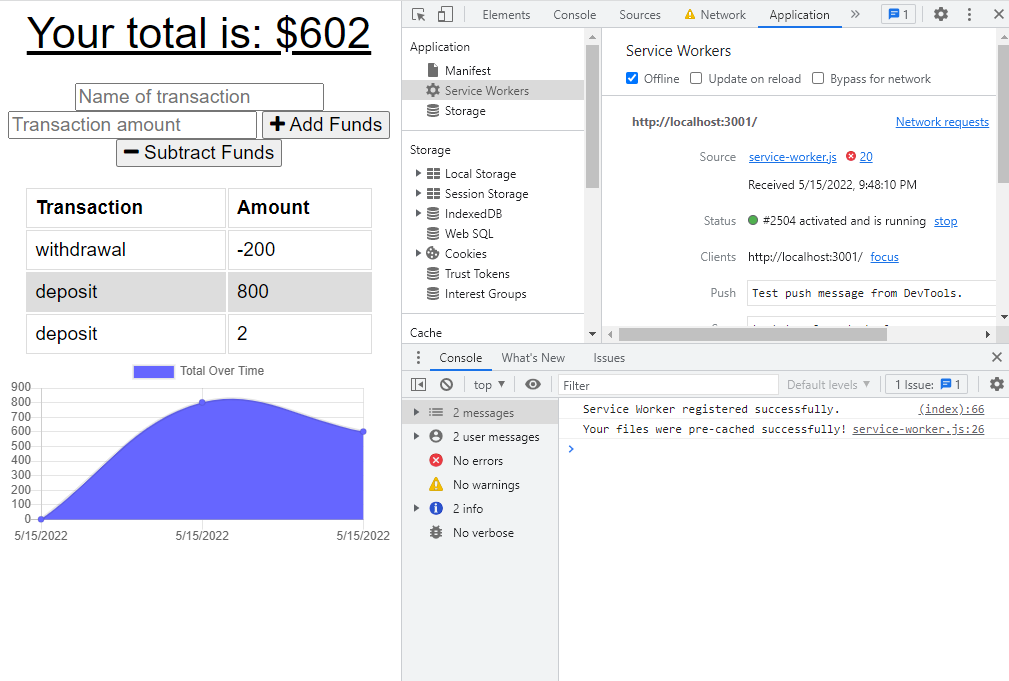 Your total is: $602
Name of transaction
Transaction amount
Add Funds
Subtract Funds
Transaction Amount
withdrawal -200
deposit 800
deposit 2
Total Over Time
900
800
700
600
500
400
300
200
100
0
5/15/2022 5/15/2022 5/15/2022
Elements Console Sources Network Application » 1
Application
Manifest
Service Workers
Storage
Storage
Local Storage
Session Storage
IndexedDB
Web SQL
Cookies
Trust Tokens
Interest Groups
Cache
Service Workers
Offline Update on reload Bypass for network
http://localhost:3001/ Network requests
Source service-worker.js 20
Received 5/15/2022, 9:48:10 PM
Status #2504 activated and is running stop
Clients http://localhost:3001/ focus
Push Test push message from DevTools.
Console What's New Issues
top Filter Default levels 1 Issue: 1
2 messages
2 user messages
No errors
No warnings
2 info
No verbose
Service Worker registered successfully. (index):66
Your files were pre-cached successfully! service-worker.js:26